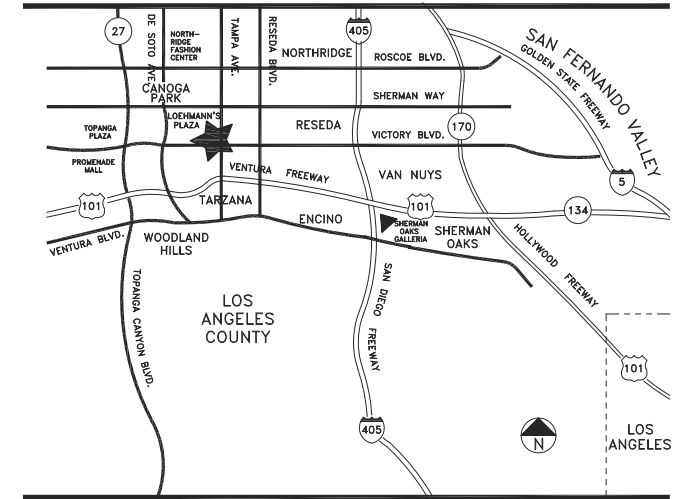 27
DE SOTO AVE.
NORTH-
RIDGE
FASHION
CENTER
TAMPA AVE.
RESEDA BLVD.
NORTHRIDGE
405
ROSCOE BLVD.
SAN FERNANDO VALLEY
GOLDEN STATE FREEWAY
CANOGA
PARK
SHERMAN WAY
LOEHMANN'S
PLAZA
TOPANGA
PLAZA
RESEDA
VICTORY BLVD.
170
PROMENADE
MALL
VENTURA FREEWAY
VAN NUYS
5
101
TARZANA
ENCINO
101
134
SHERMAN
OAKS
GALLERIA
SHERMAN
OAKS
VENTURA BLVD.
WOODLAND
HILLS
HOLLYWOOD FREEWAY
TOPANGA CANYON BLVD.
SAN DIEGO FREEWAY
LOS
ANGELES
COUNTY
101
405
N
LOS
ANGELES